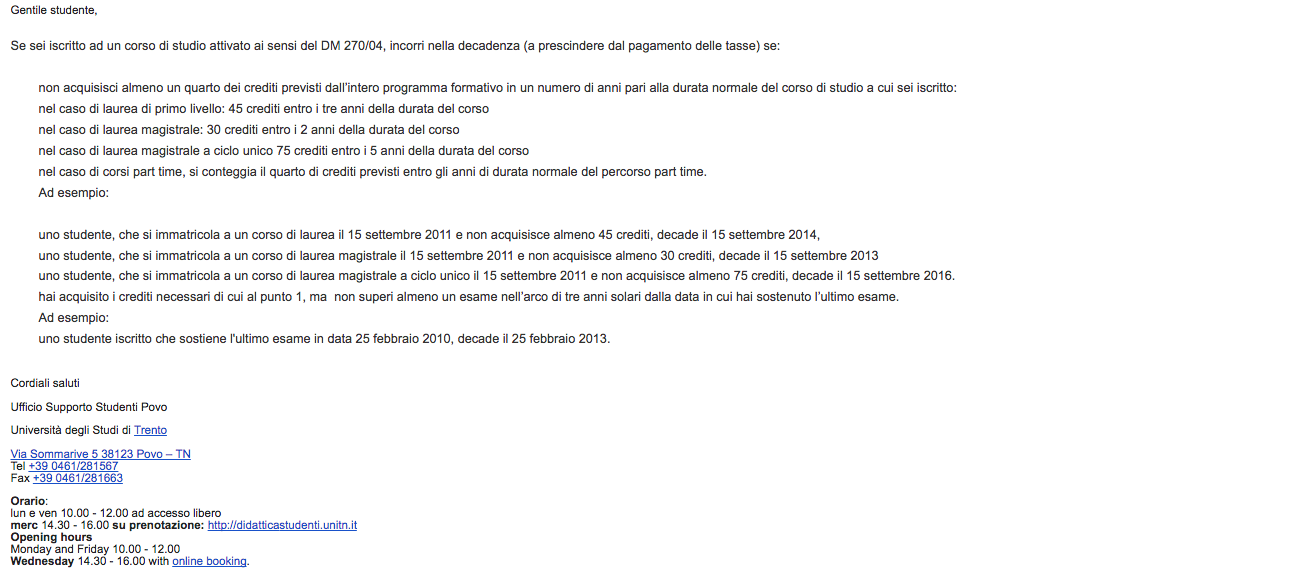 Gentile studente,
Se sei iscritto ad un corso di studio attivato ai sensi del DM 270/04, incorri nella decadenza (a prescindere dal pagamento delle tasse) se:
non acquisisci almeno un quarto dei crediti previsti dall'intero programma formativo in un numero di anni pari alla durata normale del corso di studio a cui sei iscritto:
nel caso di laurea di primo livello: 45 crediti entro i tre anni della durata del corso
nel caso di laurea magistrale: 30 crediti entro i 2 anni della durata del corso
nel caso di laurea magistrale a ciclo unico 75 crediti entro i 5 anni della durata del corso
nel caso di corsi part time, si conteggia il quarto di crediti previsti entro gli anni di durata normale del percorso part time.
Ad esempio:
uno studente, che si immatricola a un corso di laurea il 15 settembre 2011 e non acquisisce almeno 45 crediti, decade il 15 settembre 2014,
uno studente, che si immatricola a un corso di laurea magistrale il 15 settembre 2011 e non acquisisce almeno 30 crediti, decade il 15 settembre 2013
uno studente, che si immatricola a un corso di laurea magistrale a ciclo unico il 15 settembre 2011 e non acquisisce almeno 75 crediti, decade il 15 settembre 2016.
hai acquisito i crediti necessari di cui al punto 1, ma  non superi almeno un esame nell'arco di tre anni solari dalla data in cui hai sostenuto l'ultimo esame.
Ad esempio:
uno studente iscritto che sostiene l'ultimo esame in data 25 febbraio 2010, decade il 25 febbraio 2013.
Cordiali saluti
Ufficio Supporto Studenti Povo
Università degli Studi di Trento
Via Sommarive 5 38123 Povo – TN
Tel +39 0461/281567
Fax +39 0461/281663
Orario:
lun e ven 10.00 - 12.00 ad accesso libero
merc 14.30 - 16.00 su prenotazione: http://didatticastudenti.unitn.it
Opening hours
Monday and Friday 10.00 - 12.00
Wednesday 14.30 - 16.00 with online booking.